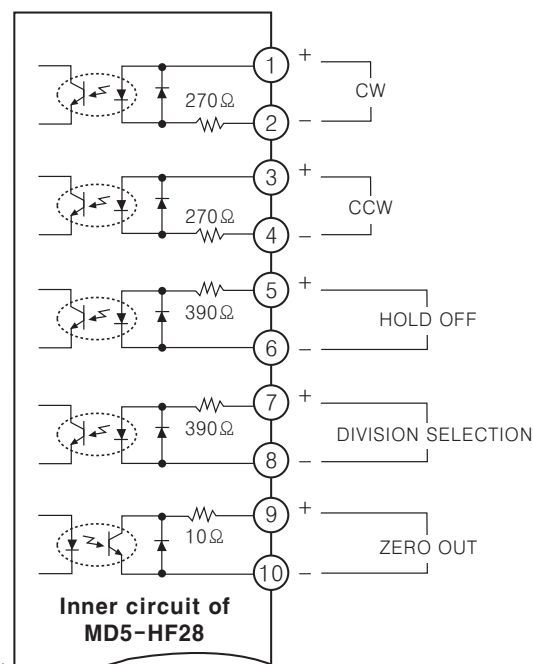 1 +
CW
270Ω
2 −
3 +
CCW
270Ω
4 −
5 +
390Ω
HOLD OFF
6 −
7 +
390Ω
DIVISION SELECTION
8 −
9 +
10Ω
ZERO OUT
10 −
Inner circuit of
MD5-HF28